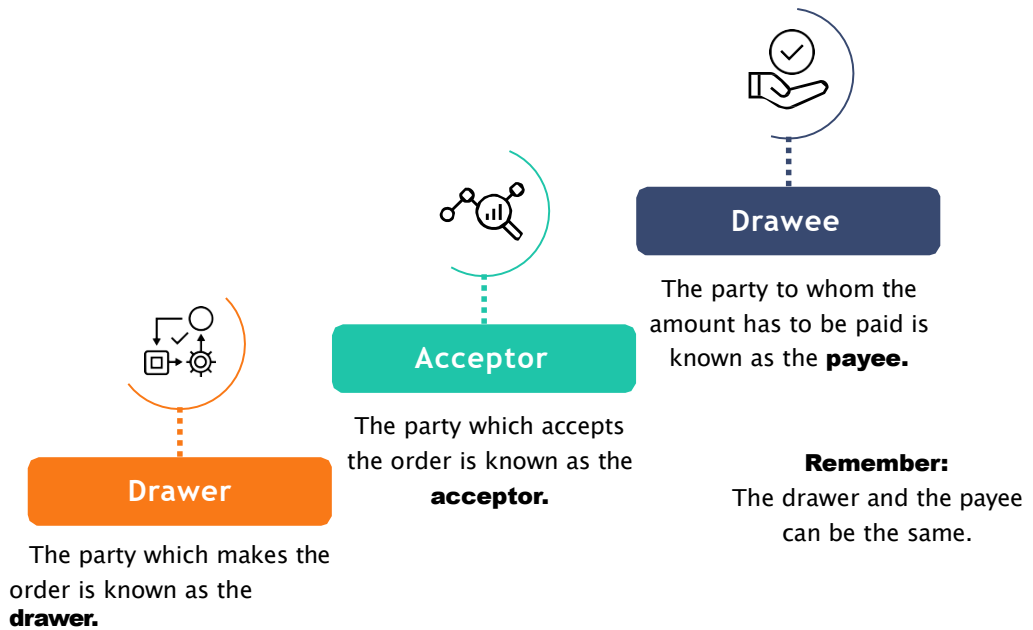 Drawer
The party which makes the
order is known as the
drawer.
Acceptor
The party which accepts
the order is known as the
acceptor.
Drawee
The party to whom the
amount has to be paid is
known as the payee.
Remember:
The drawer and the payee
can be the same.